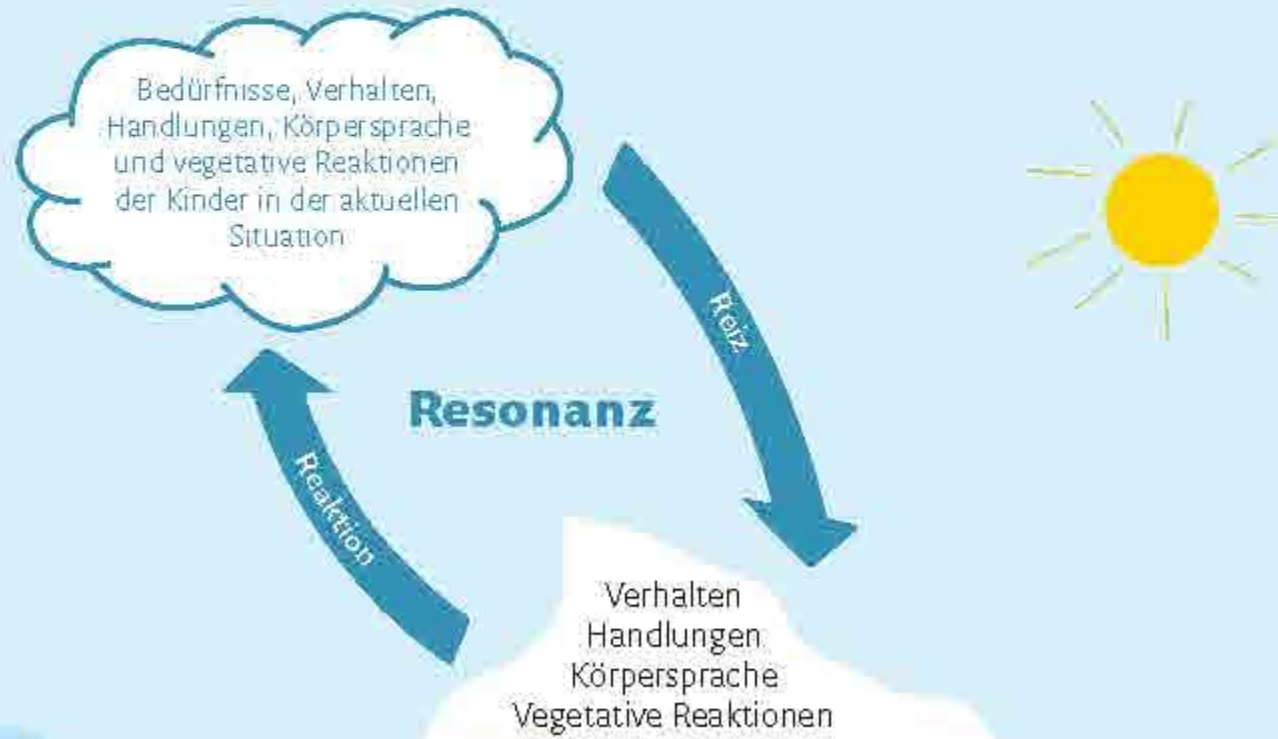 Bedürfnisse, Verhalten,
Handlungen, Körpersprache
und vegetative Reaktionen
der Kinder in der aktuellen
Situation
Reiz
Resonanz
Reaktion
Verhalten
Handlungen
Körpersprache
Vegetative Reaktionen